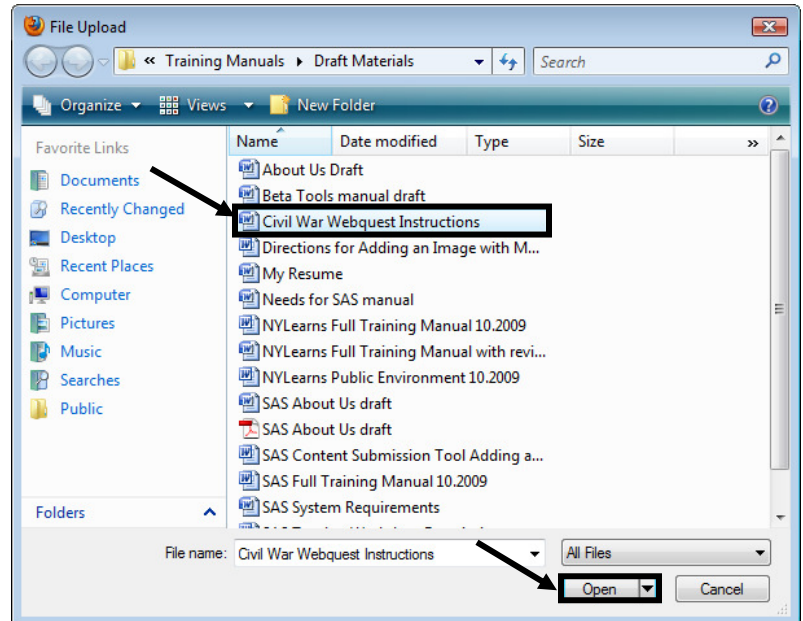 File Upload
« Training Manuals ▸ Draft Materials
Search
Organize
Views
New Folder
Favorite Links
Documents
Recently Changed
Desktop
Recent Places
Computer
Pictures
Music
Searches
Public
Folders
Name Date modified Type Size »
About Us Draft
Beta Tools manual draft
Civil War Webquest Instructions
Directions for Adding an Image with M...
My Resume
Needs for SAS manual
NYLearns Full Training Manual 10.2009
NYLearns Full Training Manual with revi...
NYLearns Public Environment 10.2009
SAS About Us draft
SAS About Us draft
SAS Content Submission Tool Adding a...
SAS Full Training Manual 10.2009
SAS System Requirements
File name: Civil War Webquest Instructions
All Files
Open
Cancel